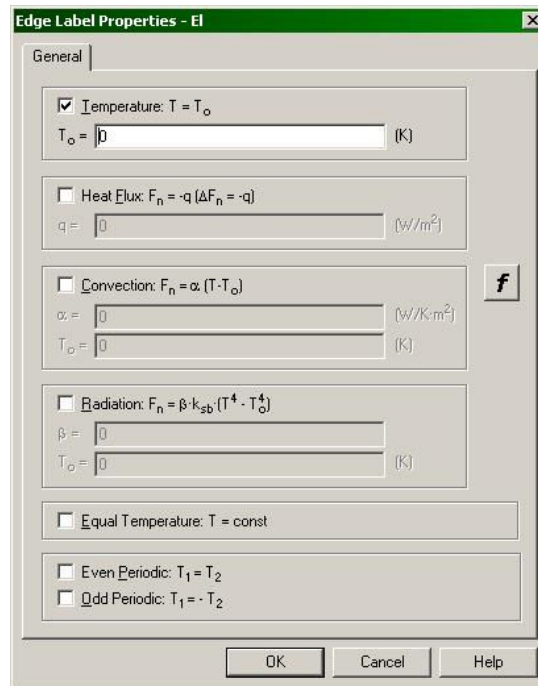 Edge Label Properties - El
General
Temperature: T = Tₒ
Tₒ = 0 (K)
Heat Flux: Fₙ = -q (ΔFₙ = -q)
q = 0 (W/m²)
Convection: Fₙ = α (T-Tₒ)
α = 0 (W/K·m²)
Tₒ = 0 (K)
f
Radiation: Fₙ = β·k_sb·(T⁴ - Tₒ⁴)
β = 0
Tₒ = 0 (K)
Equal Temperature: T = const
Even Periodic: T₁ = T₂
Odd Periodic: T₁ = - T₂
OK Cancel Help